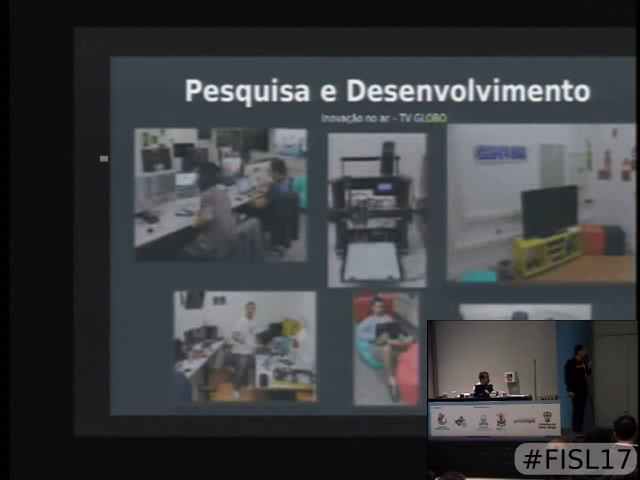 Pesquisa e Desenvolvimento
Inovação no ar - TV GLOBO
#FISL17